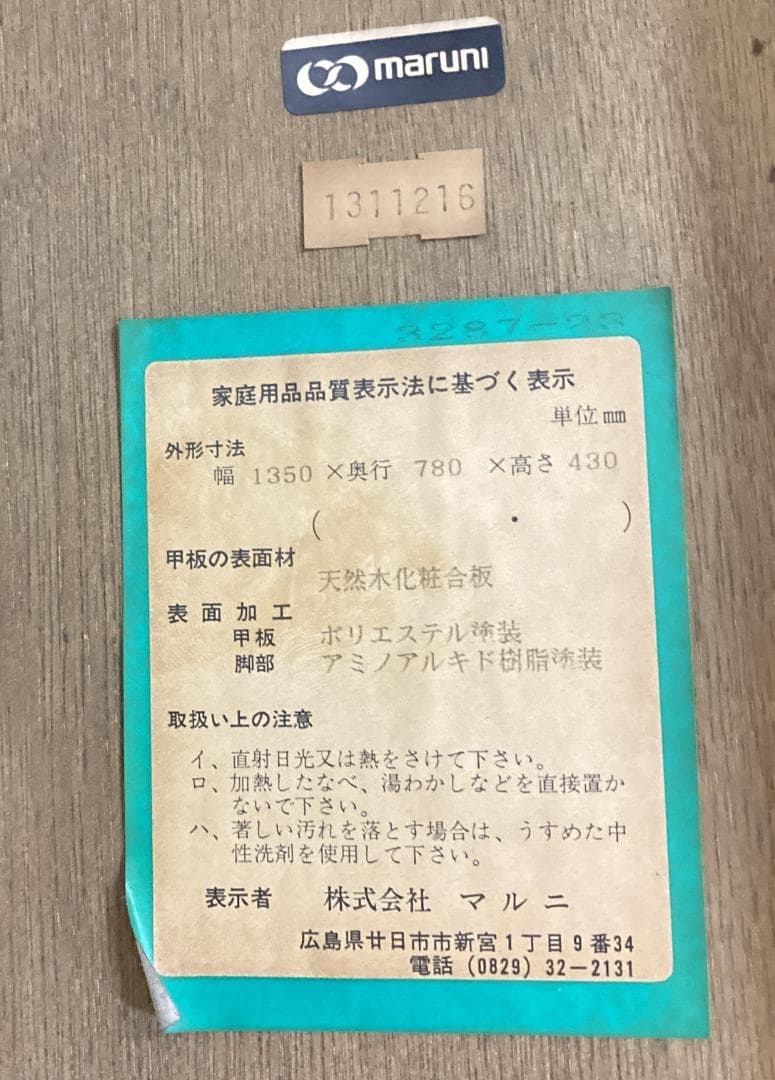 maruni
1311216
3287-23
家庭用品品質表示法に基づく表示
単位mm
外形寸法
幅 1350 ×奥行 780 ×高さ 430
( ・ )
甲板の表面材
天然木化粧合板
表面加工
甲板 ポリエステル塗装
脚部 アミノアルキド樹脂塗装
取扱い上の注意
イ、直射日光又は熱をさけて下さい。
ロ、加熱したなべ、湯わかしなどを直接置か
ないで下さい。
ハ、著しい汚れを落とす場合は、うすめた中
性洗剤を使用して下さい。
表示者 株式会社 マルニ
広島県廿日市市新宮1丁目9番34
電話 (0829) 32-2131